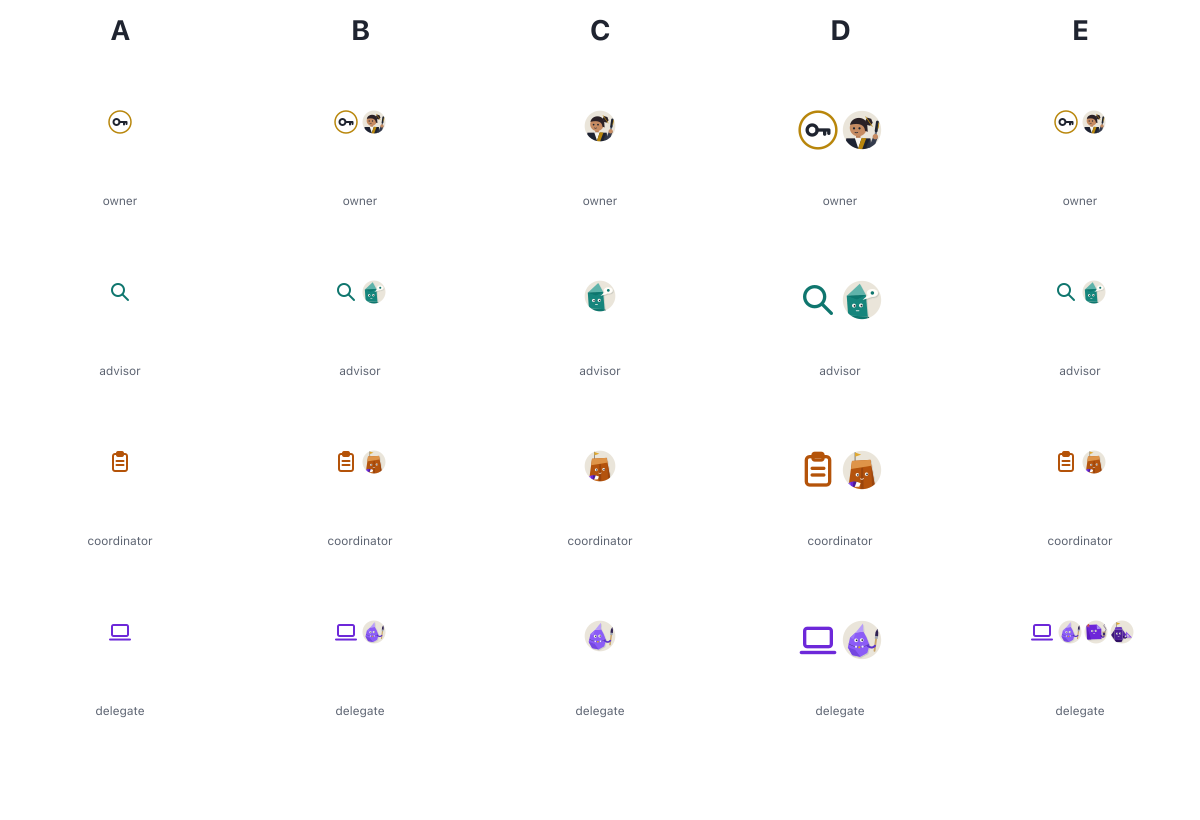 A B C D E
owner owner owner owner owner
advisor advisor advisor advisor advisor
coordinator coordinator coordinator coordinator coordinator
delegate delegate delegate delegate delegate